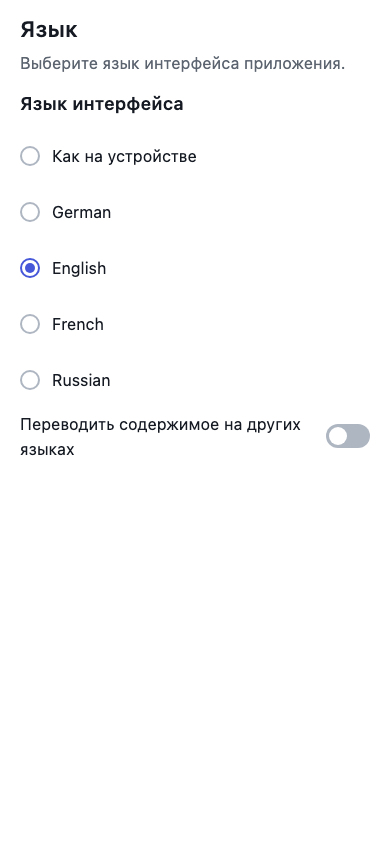 Язык
Выберите язык интерфейса приложения.
Язык интерфейса
Как на устройстве
German
English
French
Russian
Переводить содержимое на других
языках